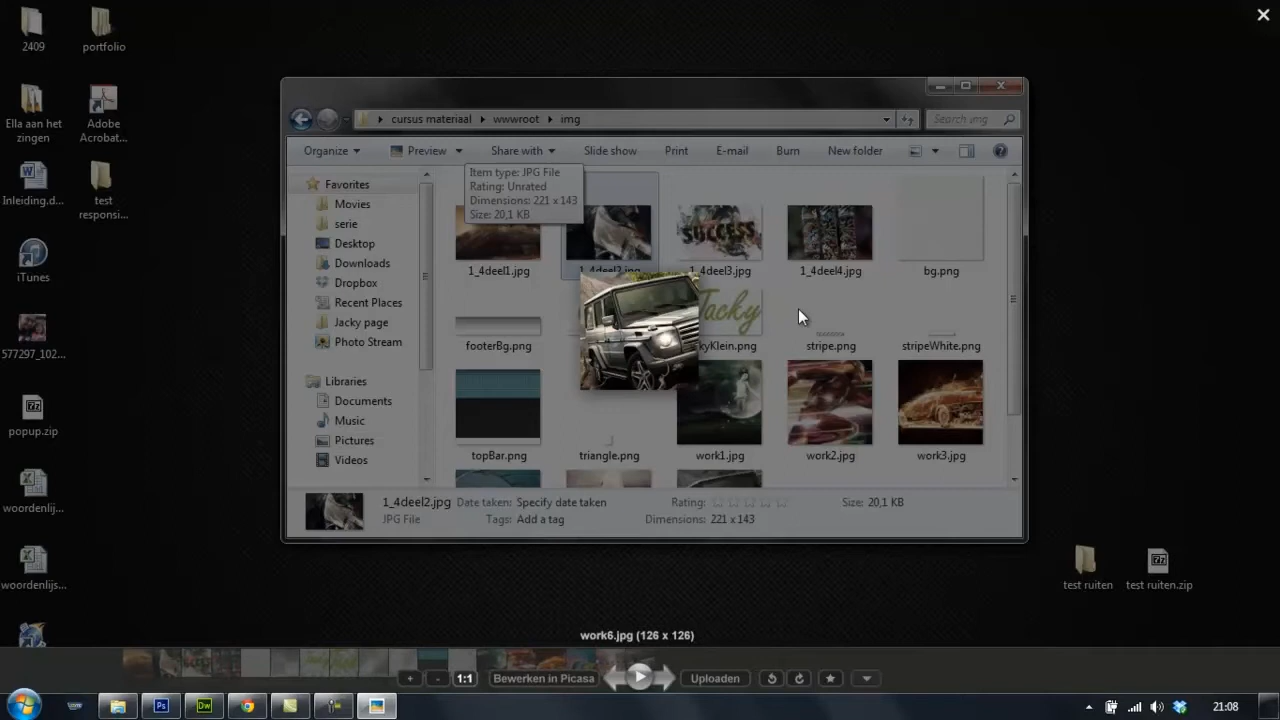 2409
portfolio
Ella aan het
zingen
Adobe
Acrobat...
Inleiding.d...
test
responsi...
iTunes
577297_102...
popup.zip
woordenlij...
woordenlijs...
cursus materiaal
wwwroot
img
Search img
Organize
Preview
Share with
Slide show
Print
E-mail
Burn
New folder
Item type: JPG File
Rating: Unrated
Dimensions: 221 x 143
Size: 20,1 KB
Favorites
Movies
serie
Desktop
Downloads
Dropbox
Recent Places
Jacky page
Photo Stream
Libraries
Documents
Music
Pictures
Videos
SUCCESS
1_4deel1.jpg
1_4deel2.jpg
1_4deel3.jpg
1_4deel4.jpg
bg.png
Tacky
footerBg.png
kyKlein.png
stripe.png
stripeWhite.png
topBar.png
triangle.png
work1.jpg
work2.jpg
work3.jpg
1_4deel2.jpg
JPG File
Date taken: Specify date taken
Tags: Add a tag
Rating:
Dimensions: 221 x 143
Size: 20,1 KB
test ruiten
test ruiten.zip
work6.jpg (126 x 126)
+
-
1:1
Bewerken in Picasa
Uploaden
Ps
Dw
21:08